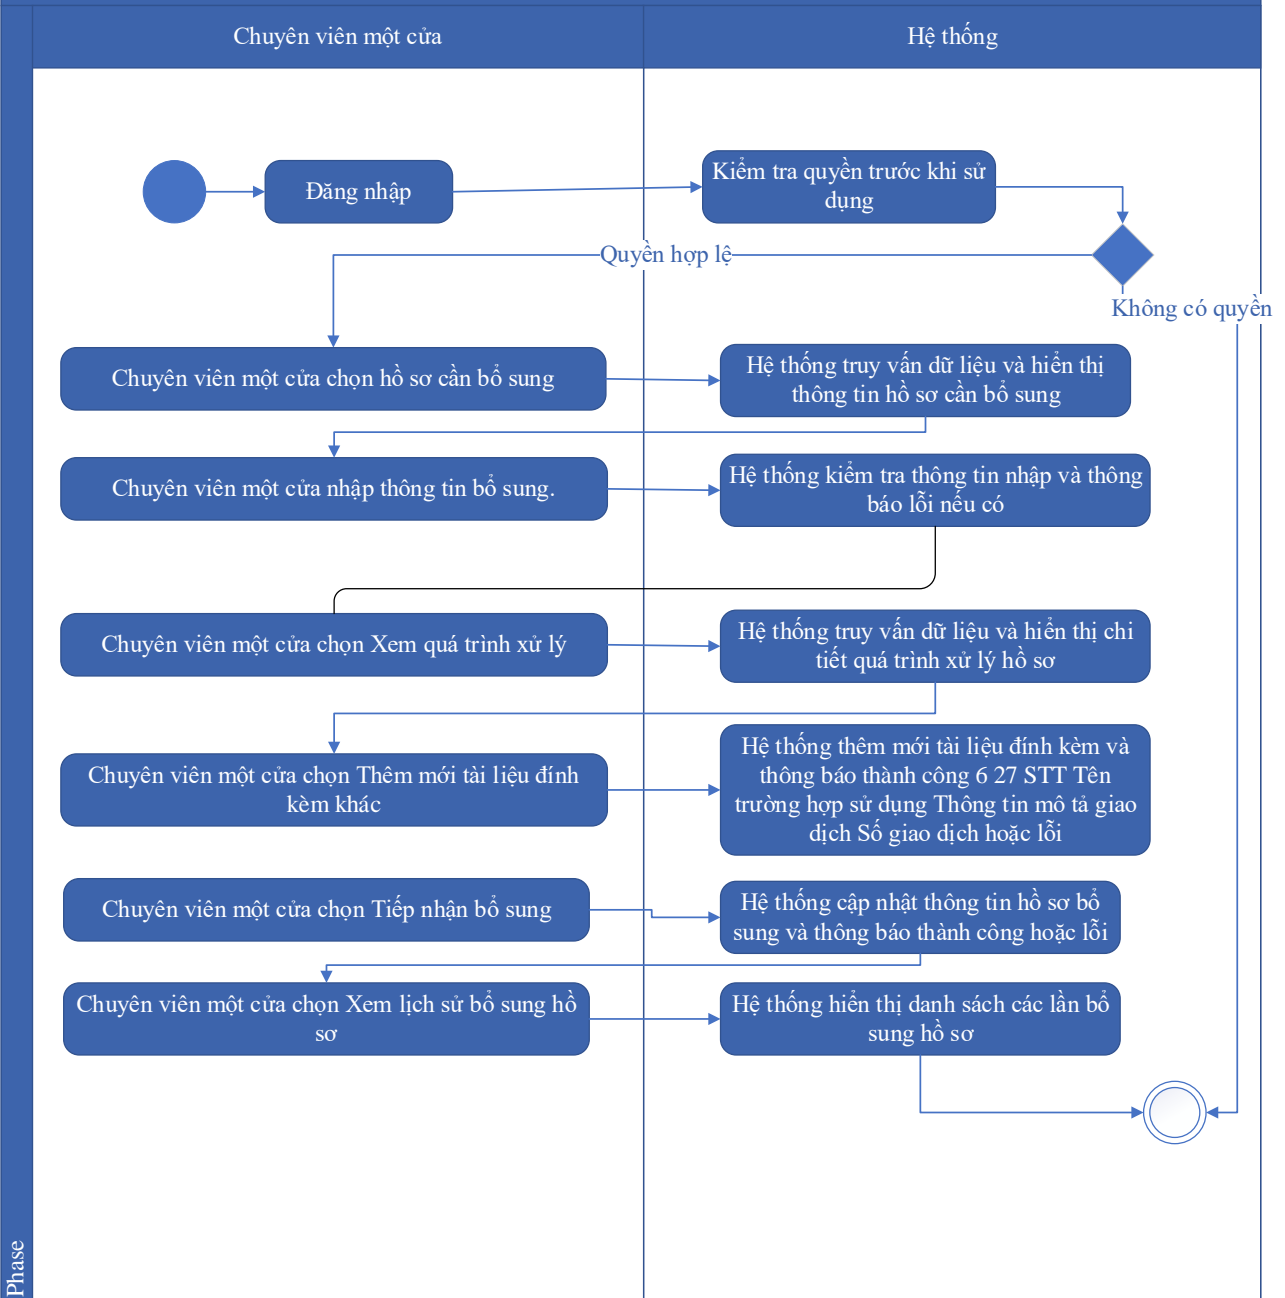 Chuyên viên một cửa
Hệ thống
Đăng nhập
Kiểm tra quyền trước khi sử
dụng
Quyền hợp lệ
Không có quyền
Chuyên viên một cửa chọn hồ sơ cần bổ sung
Hệ thống truy vấn dữ liệu và hiển thị
thông tin hồ sơ cần bổ sung
Chuyên viên một cửa nhập thông tin bổ sung.
Hệ thống kiểm tra thông tin nhập và thông
báo lỗi nếu có
Chuyên viên một cửa chọn Xem quá trình xử lý
Hệ thống truy vấn dữ liệu và hiển thị chi
tiết quá trình xử lý hồ sơ
Chuyên viên một cửa chọn Thêm mới tài liệu đính
kèm khác
Hệ thống thêm mới tài liệu đính kèm và
thông báo thành công 6 27 STT Tên
trường hợp sử dụng Thông tin mô tả giao
dịch Số giao dịch hoặc lỗi
Chuyên viên một cửa chọn Tiếp nhận bổ sung
Hệ thống cập nhật thông tin hồ sơ bổ
sung và thông báo thành công hoặc lỗi
Chuyên viên một cửa chọn Xem lịch sử bổ sung hồ
sơ
Hệ thống hiển thị danh sách các lần bổ
sung hồ sơ
Phase